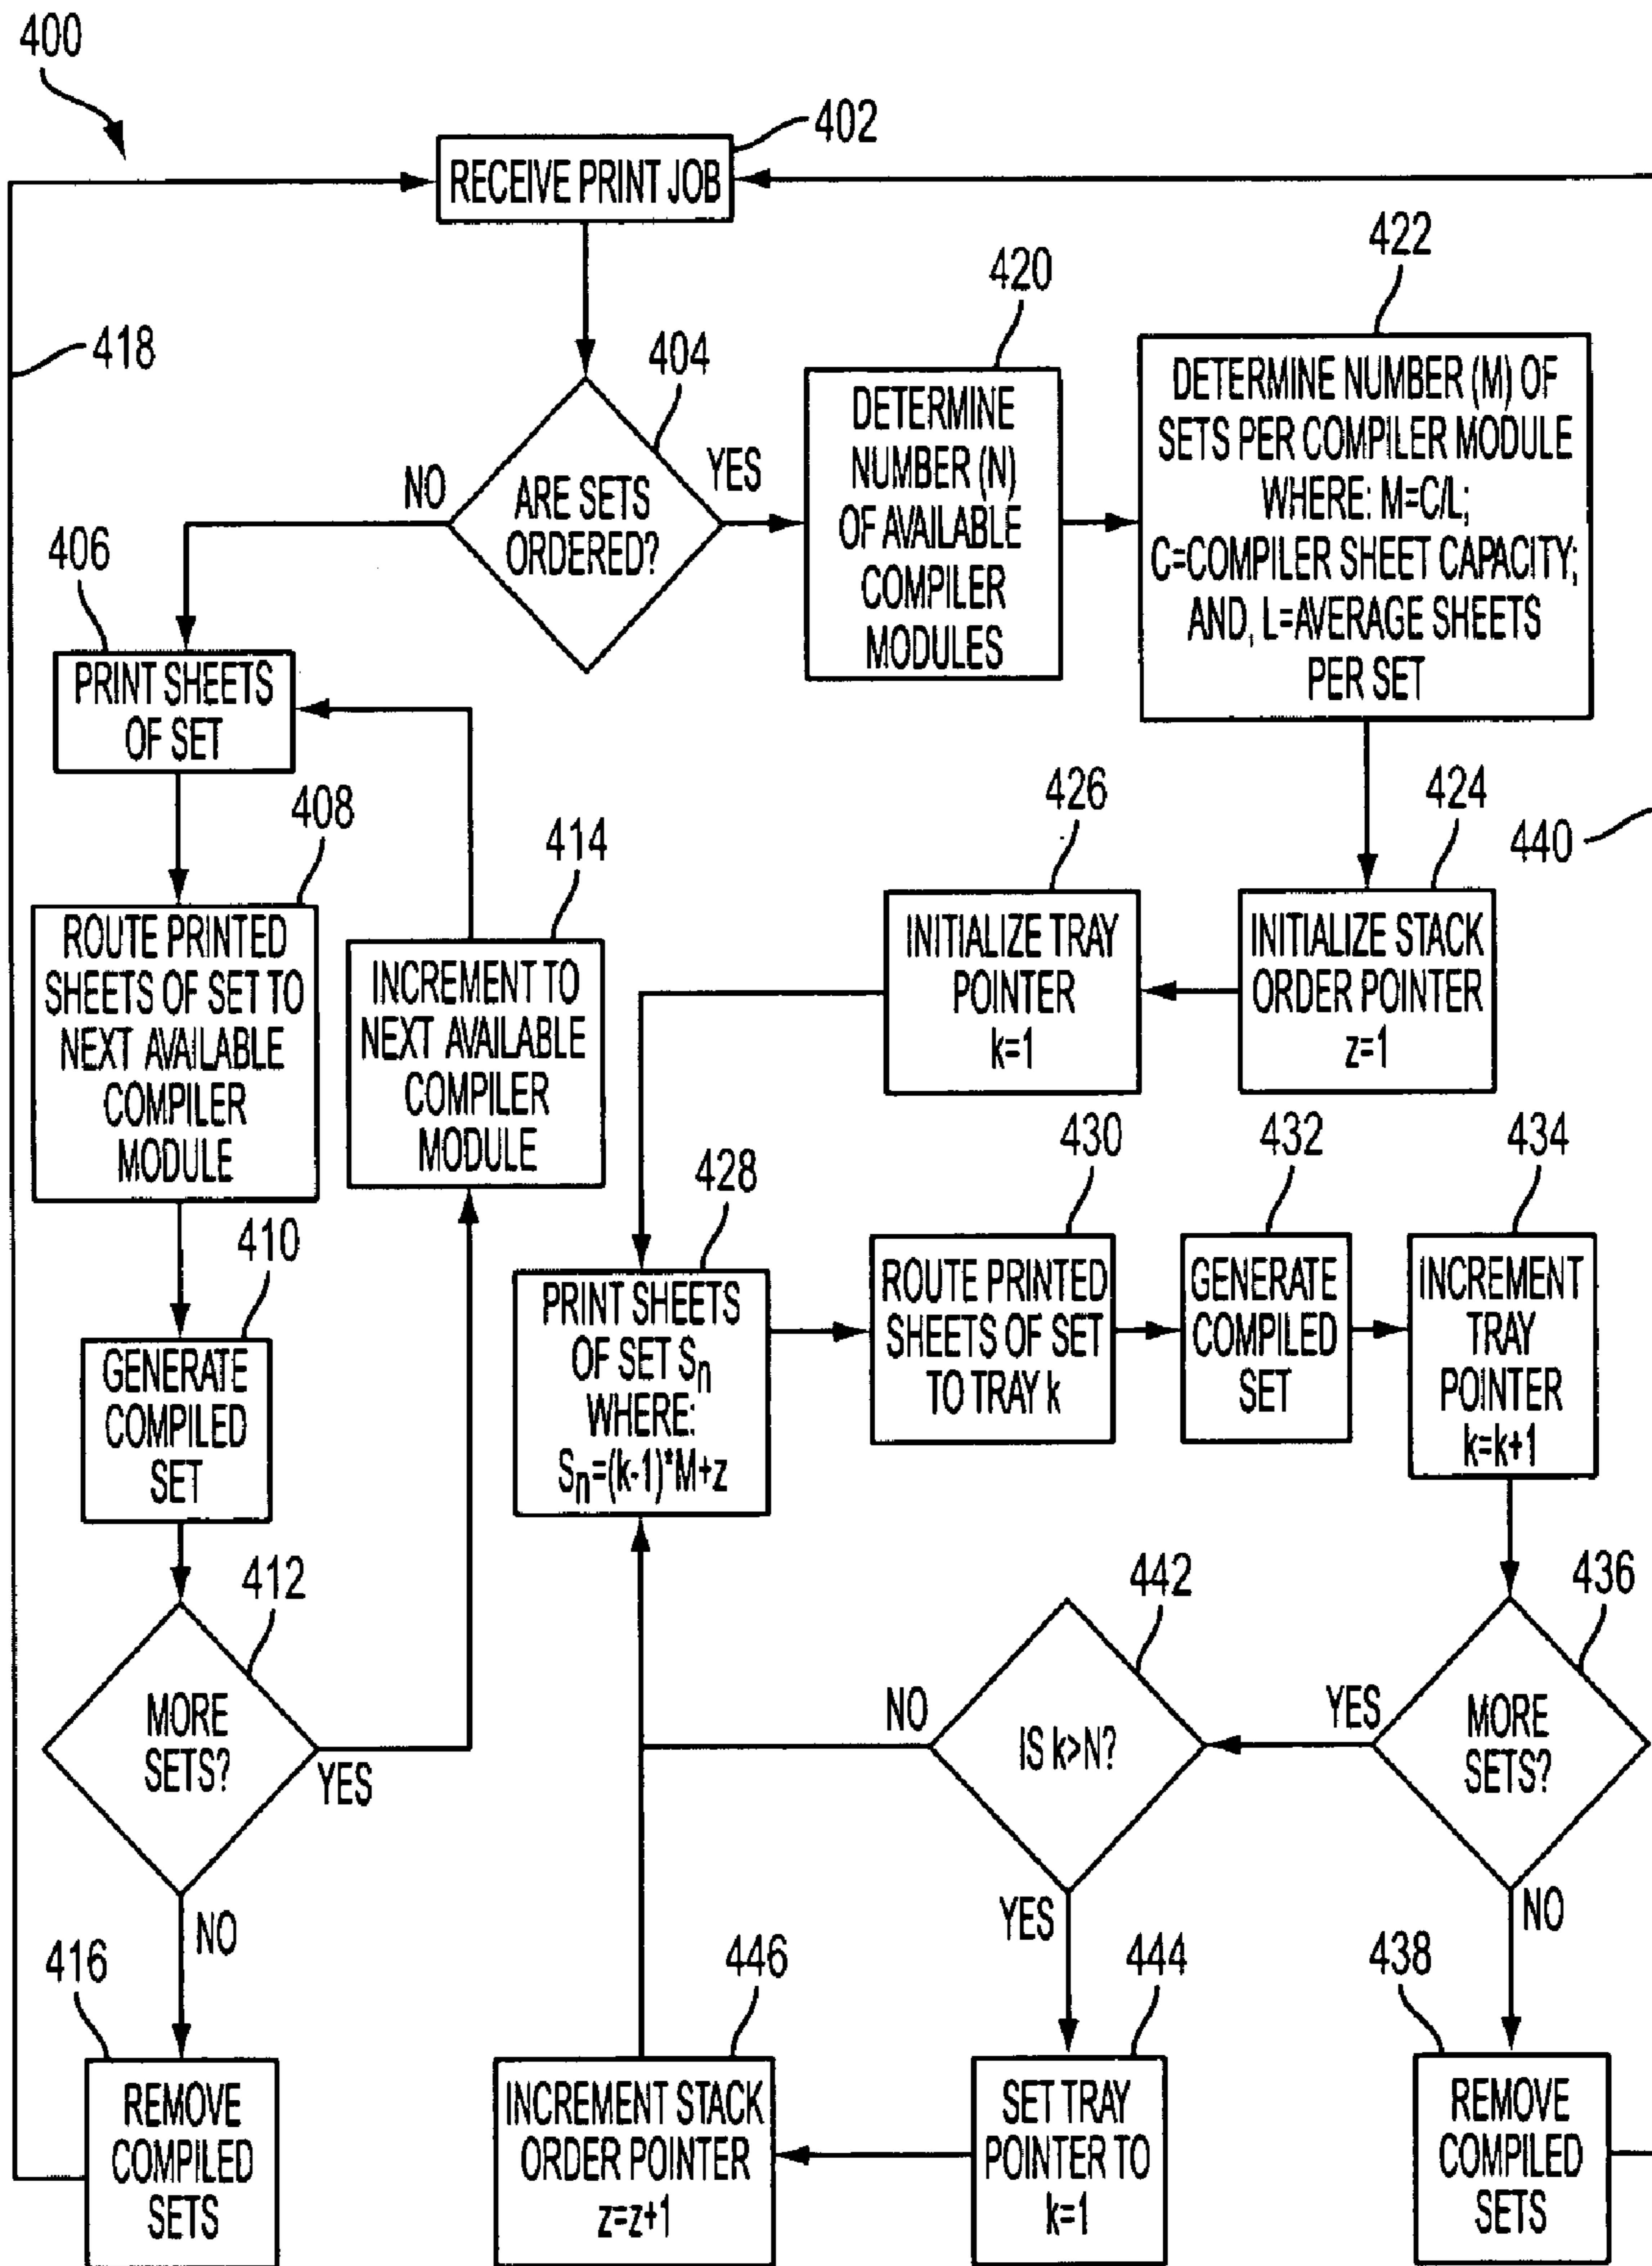 400
402
RECEIVE PRINT JOB
418
404
ARE SETS
ORDERED?
NO
YES
420
DETERMINE
NUMBER (N)
OF AVAILABLE
COMPILER
MODULES
422
DETERMINE NUMBER (M) OF
SETS PER COMPILER MODULE
WHERE: M=C/L;
C=COMPILER SHEET CAPACITY;
AND, L=AVERAGE SHEETS
PER SET
406
PRINT SHEETS
OF SET
408
ROUTE PRINTED
SHEETS OF SET TO
NEXT AVAILABLE
COMPILER
MODULE
414
INCREMENT TO
NEXT AVAILABLE
COMPILER
MODULE
426
INITIALIZE TRAY
POINTER
k=1
424
INITIALIZE STACK
ORDER POINTER
z=1
440
410
GENERATE
COMPILED
SET
428
PRINT SHEETS
OF SET Sn
WHERE:
Sn=(k-1)*M+z
430
ROUTE PRINTED
SHEETS OF SET
TO TRAY k
432
GENERATE
COMPILED
SET
434
INCREMENT
TRAY
POINTER
k=k+1
412
MORE
SETS?
YES
NO
442
IS k>N?
NO
YES
436
MORE
SETS?
YES
NO
416
REMOVE
COMPILED
SETS
446
INCREMENT STACK
ORDER POINTER
z=z+1
444
SET TRAY
POINTER TO
k=1
438
REMOVE
COMPILED
SETS